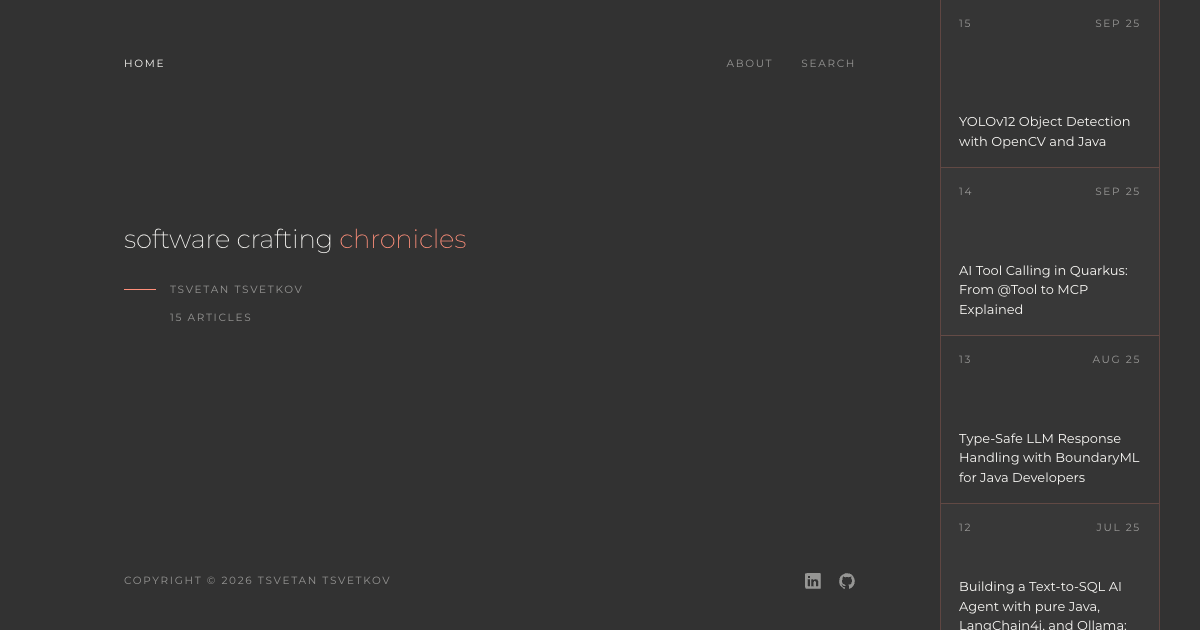 HOME
ABOUT SEARCH
software crafting chronicles
TSVETAN TSVETKOV
15 ARTICLES
COPYRIGHT © 2026 TSVETAN TSVETKOV
15 SEP 25
YOLOv12 Object Detection
with OpenCV and Java
14 SEP 25
AI Tool Calling in Quarkus:
From @Tool to MCP
Explained
13 AUG 25
Type-Safe LLM Response
Handling with BoundaryML
for Java Developers
12 JUL 25
Building a Text-to-SQL AI
Agent with pure Java,
LangChain4j, and Ollama: